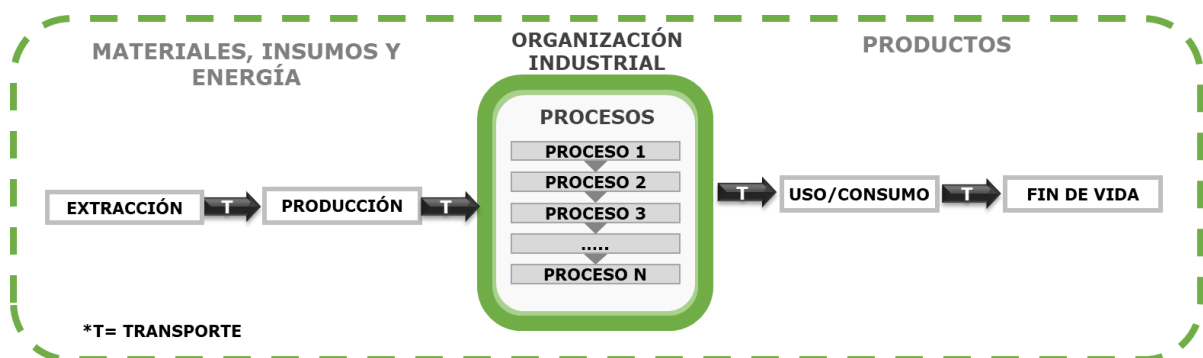 MATERIALES, INSUMOS Y
ENERGÍA
ORGANIZACIÓN
INDUSTRIAL
PRODUCTOS
PROCESOS
PROCESO 1
PROCESO 2
PROCESO 3
.....
PROCESO N
EXTRACCIÓN
T
PRODUCCIÓN
T
T
USO/CONSUMO
T
FIN DE VIDA
*T= TRANSPORTE